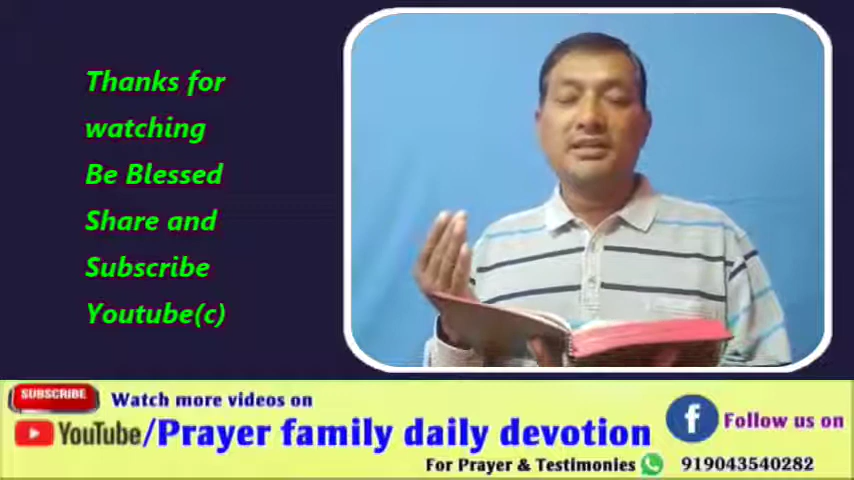 Thanks for
watching
Be Blessed
Share and
Subscribe
Youtube(c)
SUBSCRIBE
Watch more videos on
YouTube/Prayer family daily devotion
f Follow us on
For Prayer & Testimonies 919043540282